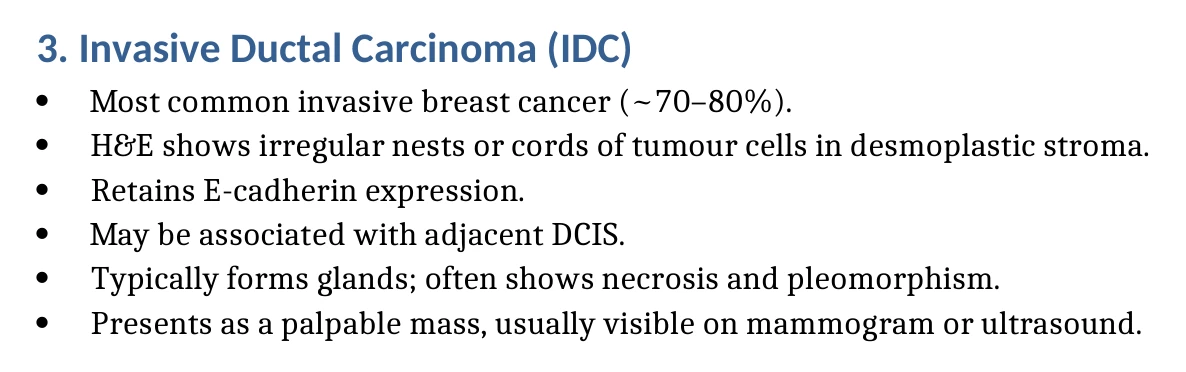 3. Invasive Ductal Carcinoma (IDC)
• Most common invasive breast cancer (~70–80%).
• H&E shows irregular nests or cords of tumour cells in desmoplastic stroma.
• Retains E-cadherin expression.
• May be associated with adjacent DCIS.
• Typically forms glands; often shows necrosis and pleomorphism.
• Presents as a palpable mass, usually visible on mammogram or ultrasound.